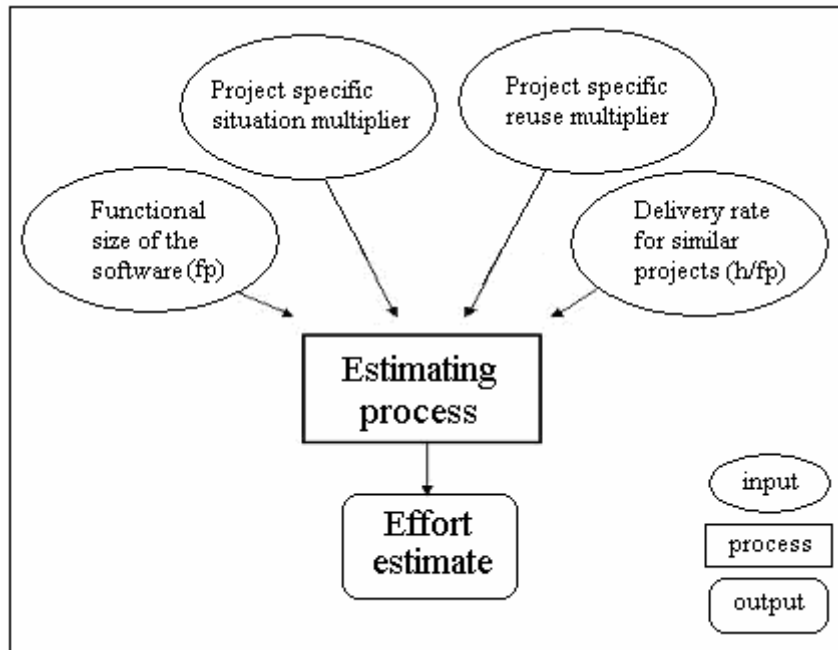 Project specific
situation multiplier
Project specific
reuse multiplier
Functional
size of the
software (fp)
Delivery rate
for similar
projects (h/fp)
Estimating
process
Effort
estimate
input
process
output